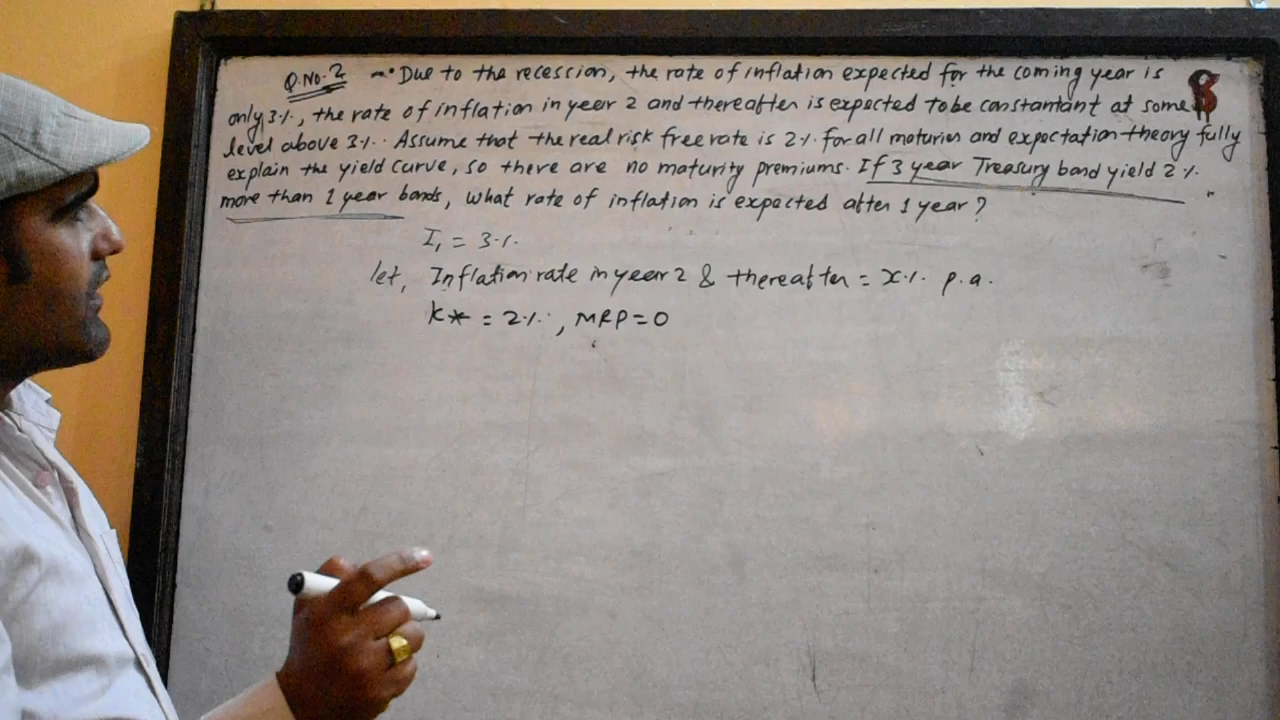 Q.No.2 → Due to the recession, the rate of inflation expected for the coming year is
only 3%, the rate of inflation in year 2 and thereafter is expected to be constantant at some
level above 3%. Assume that the real risk free rate is 2% for all maturies and expectation theory fully
explain the yield curve, so there are no maturity premiums. If 3 year Treasury bond yield 2%
more than 1 year bonds, what rate of inflation is expected after 1 year?
I₁ = 3%
let, Inflation rate in year 2 & thereafter = x% p.a.
K* = 2%, MRP=0